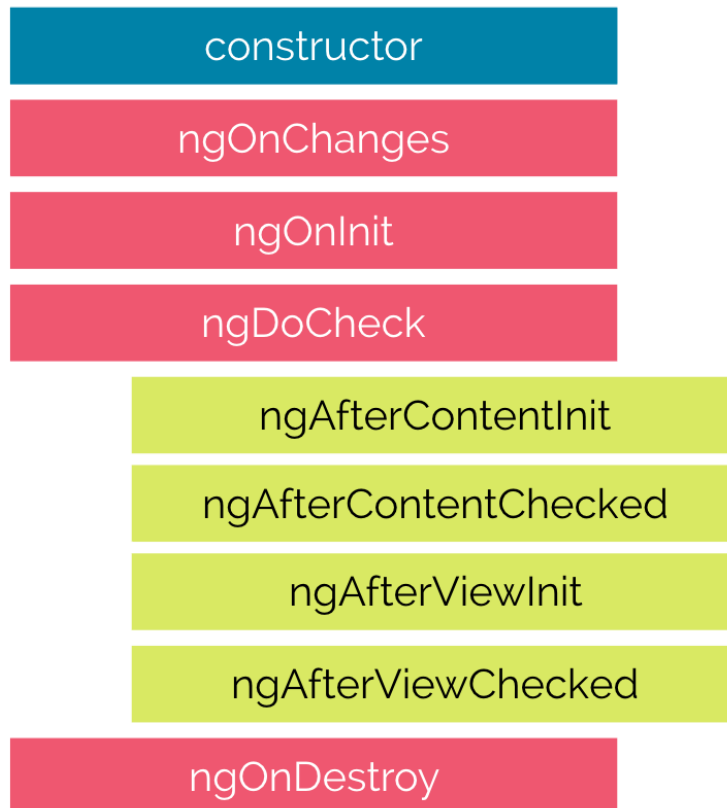 constructor
ngOnChanges
ngOnInit
ngDoCheck
ngAfterContentInit
ngAfterContentChecked
ngAfterViewInit
ngAfterViewChecked
ngOnDestroy